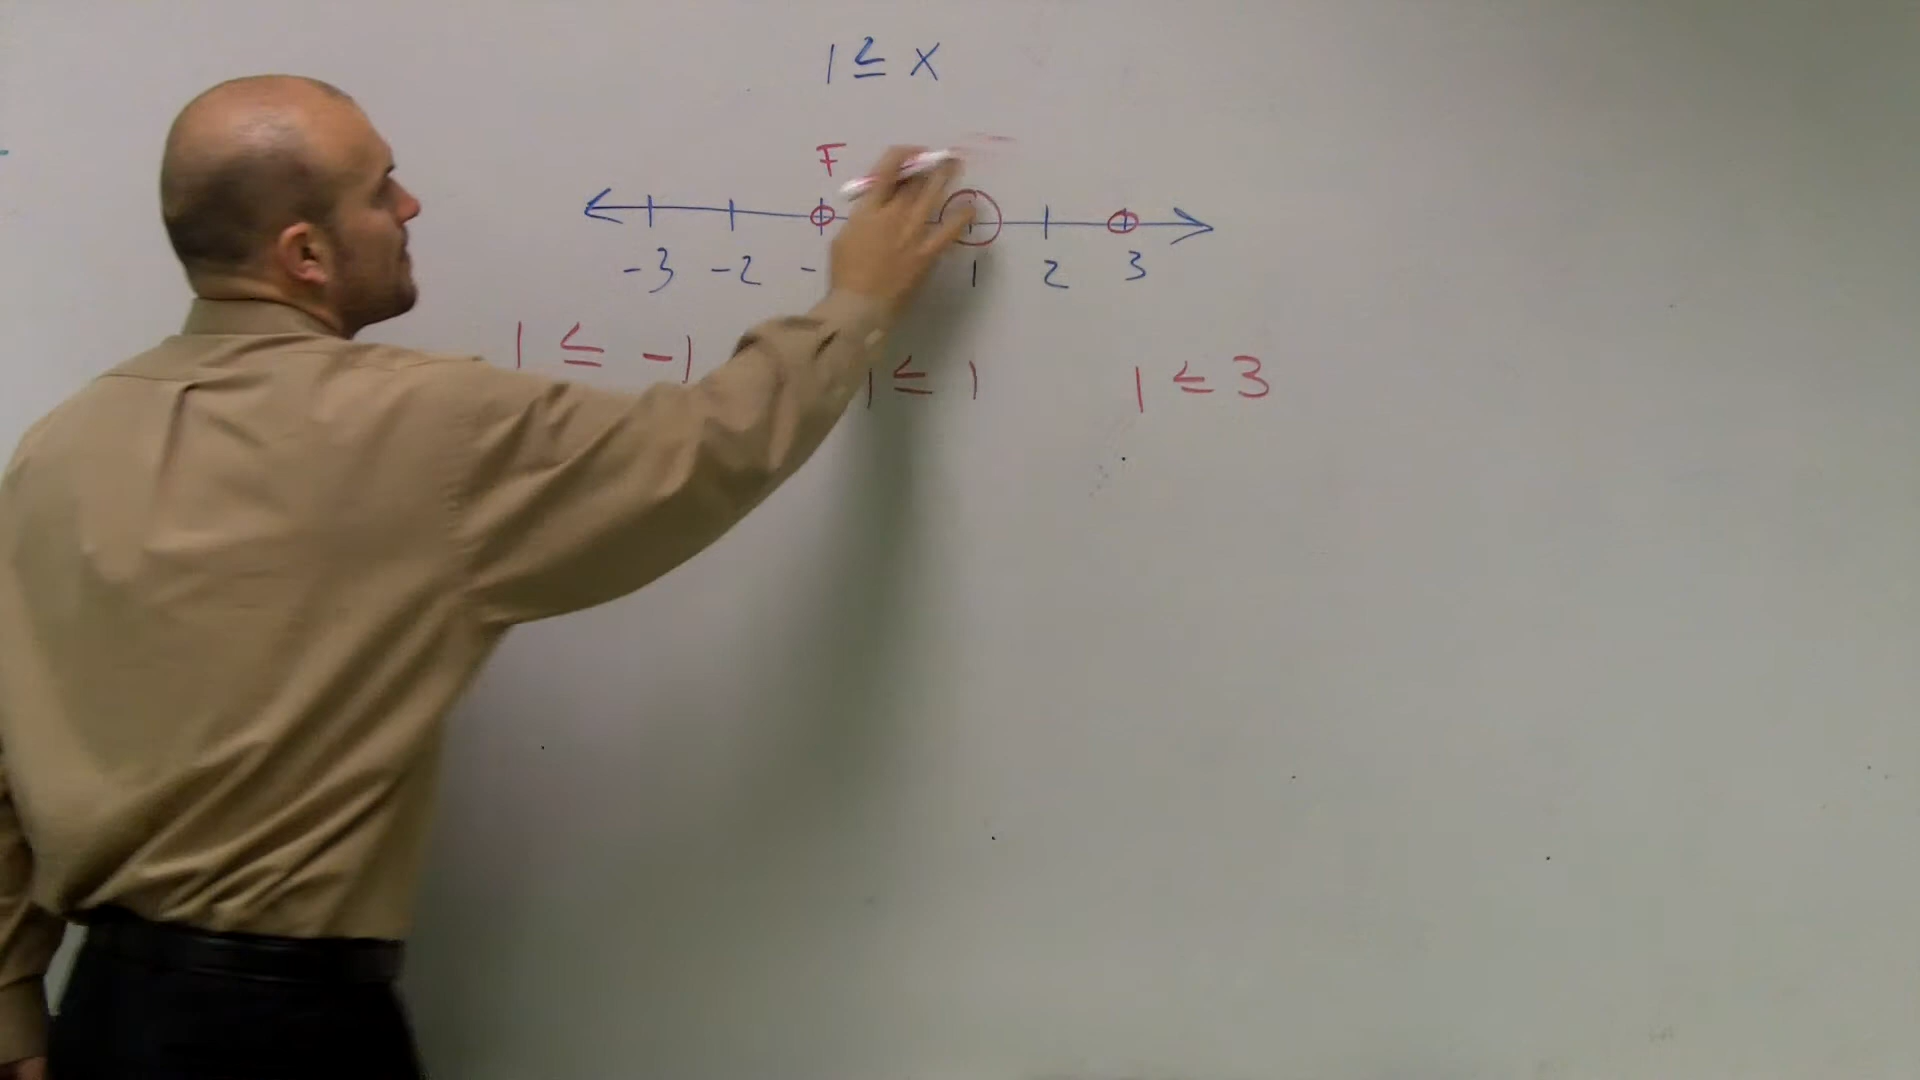 1 ≤ x
F
-3 -2 - 1 2 3
1 ≤ -1 1 ≤ 1 1 ≤ 3